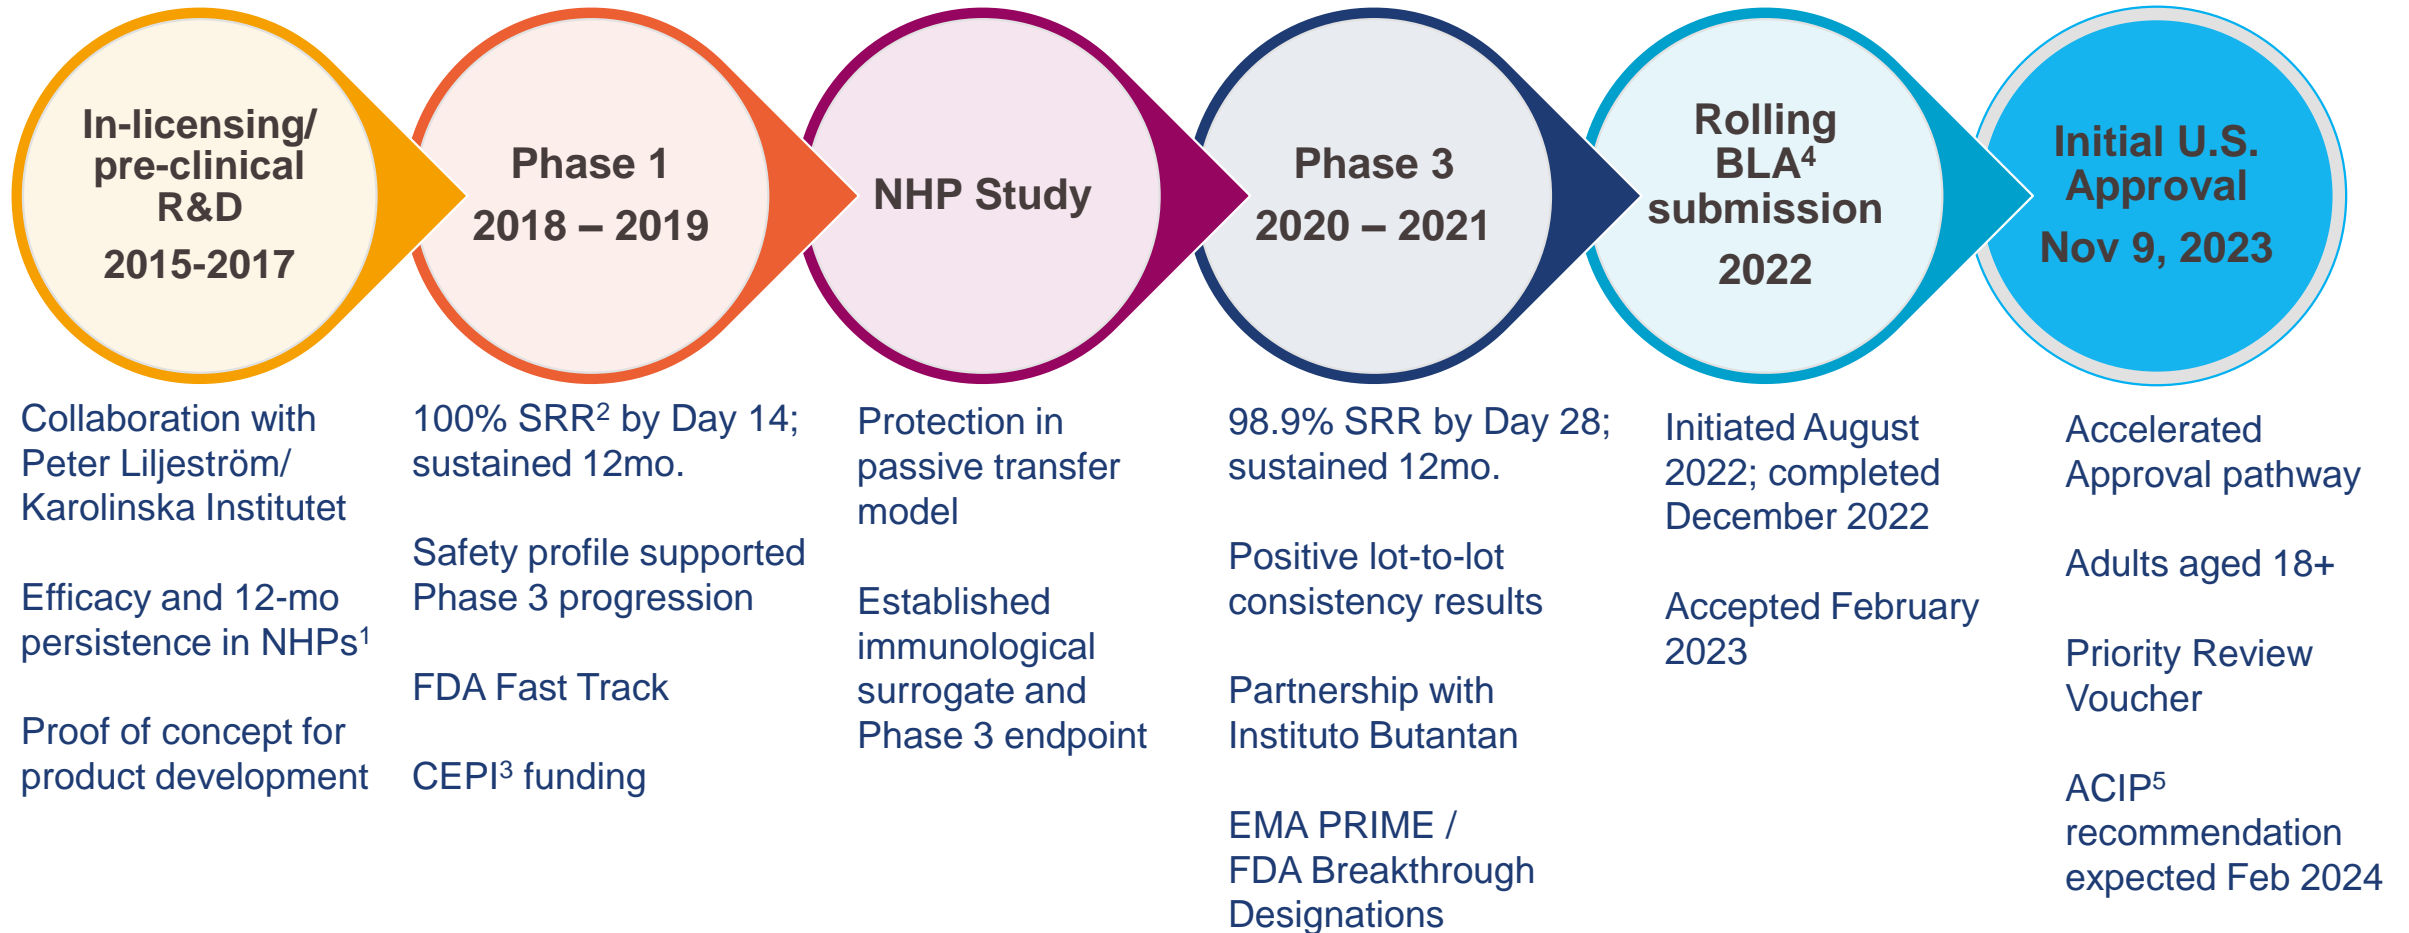 In-licensing/
pre-clinical
R&D
2015-2017
Phase 1
2018 – 2019
NHP Study
Phase 3
2020 – 2021
Rolling
BLA⁴
submission
2022
Initial U.S.
Approval
Nov 9, 2023
Collaboration with
Peter Liljeström/
Karolinska Institutet
Efficacy and 12-mo
persistence in NHPs¹
Proof of concept for
product development
100% SRR² by Day 14;
sustained 12mo.
Safety profile supported
Phase 3 progression
FDA Fast Track
CEPI³ funding
Protection in
passive transfer
model
Established
immunological
surrogate and
Phase 3 endpoint
98.9% SRR by Day 28;
sustained 12mo.
Positive lot-to-lot
consistency results
Partnership with
Instituto Butantan
EMA PRIME /
FDA Breakthrough
Designations
Initiated August
2022; completed
December 2022
Accepted February
2023
Accelerated
Approval pathway
Adults aged 18+
Priority Review
Voucher
ACIP⁵
recommendation
expected Feb 2024